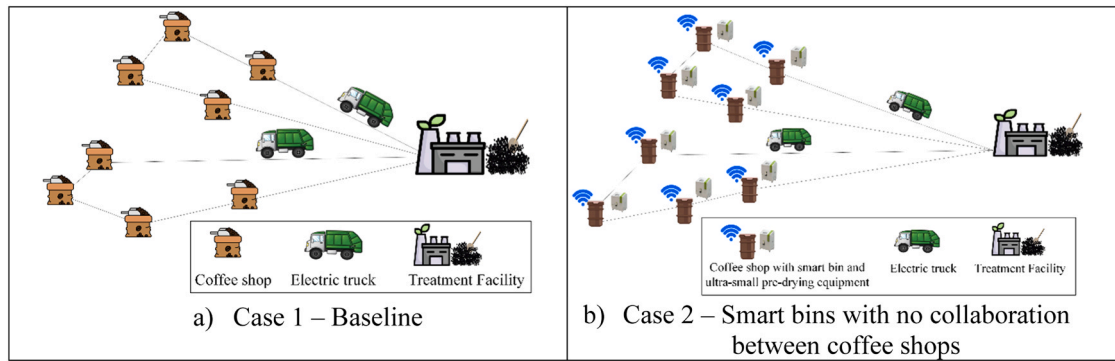 Coffee shop
Electric truck
Treatment Facility
a) Case 1 – Baseline
Coffee shop with smart bin and
ultra-small pre-drying equipment
Electric truck
Treatment Facility
b) Case 2 – Smart bins with no collaboration
between coffee shops